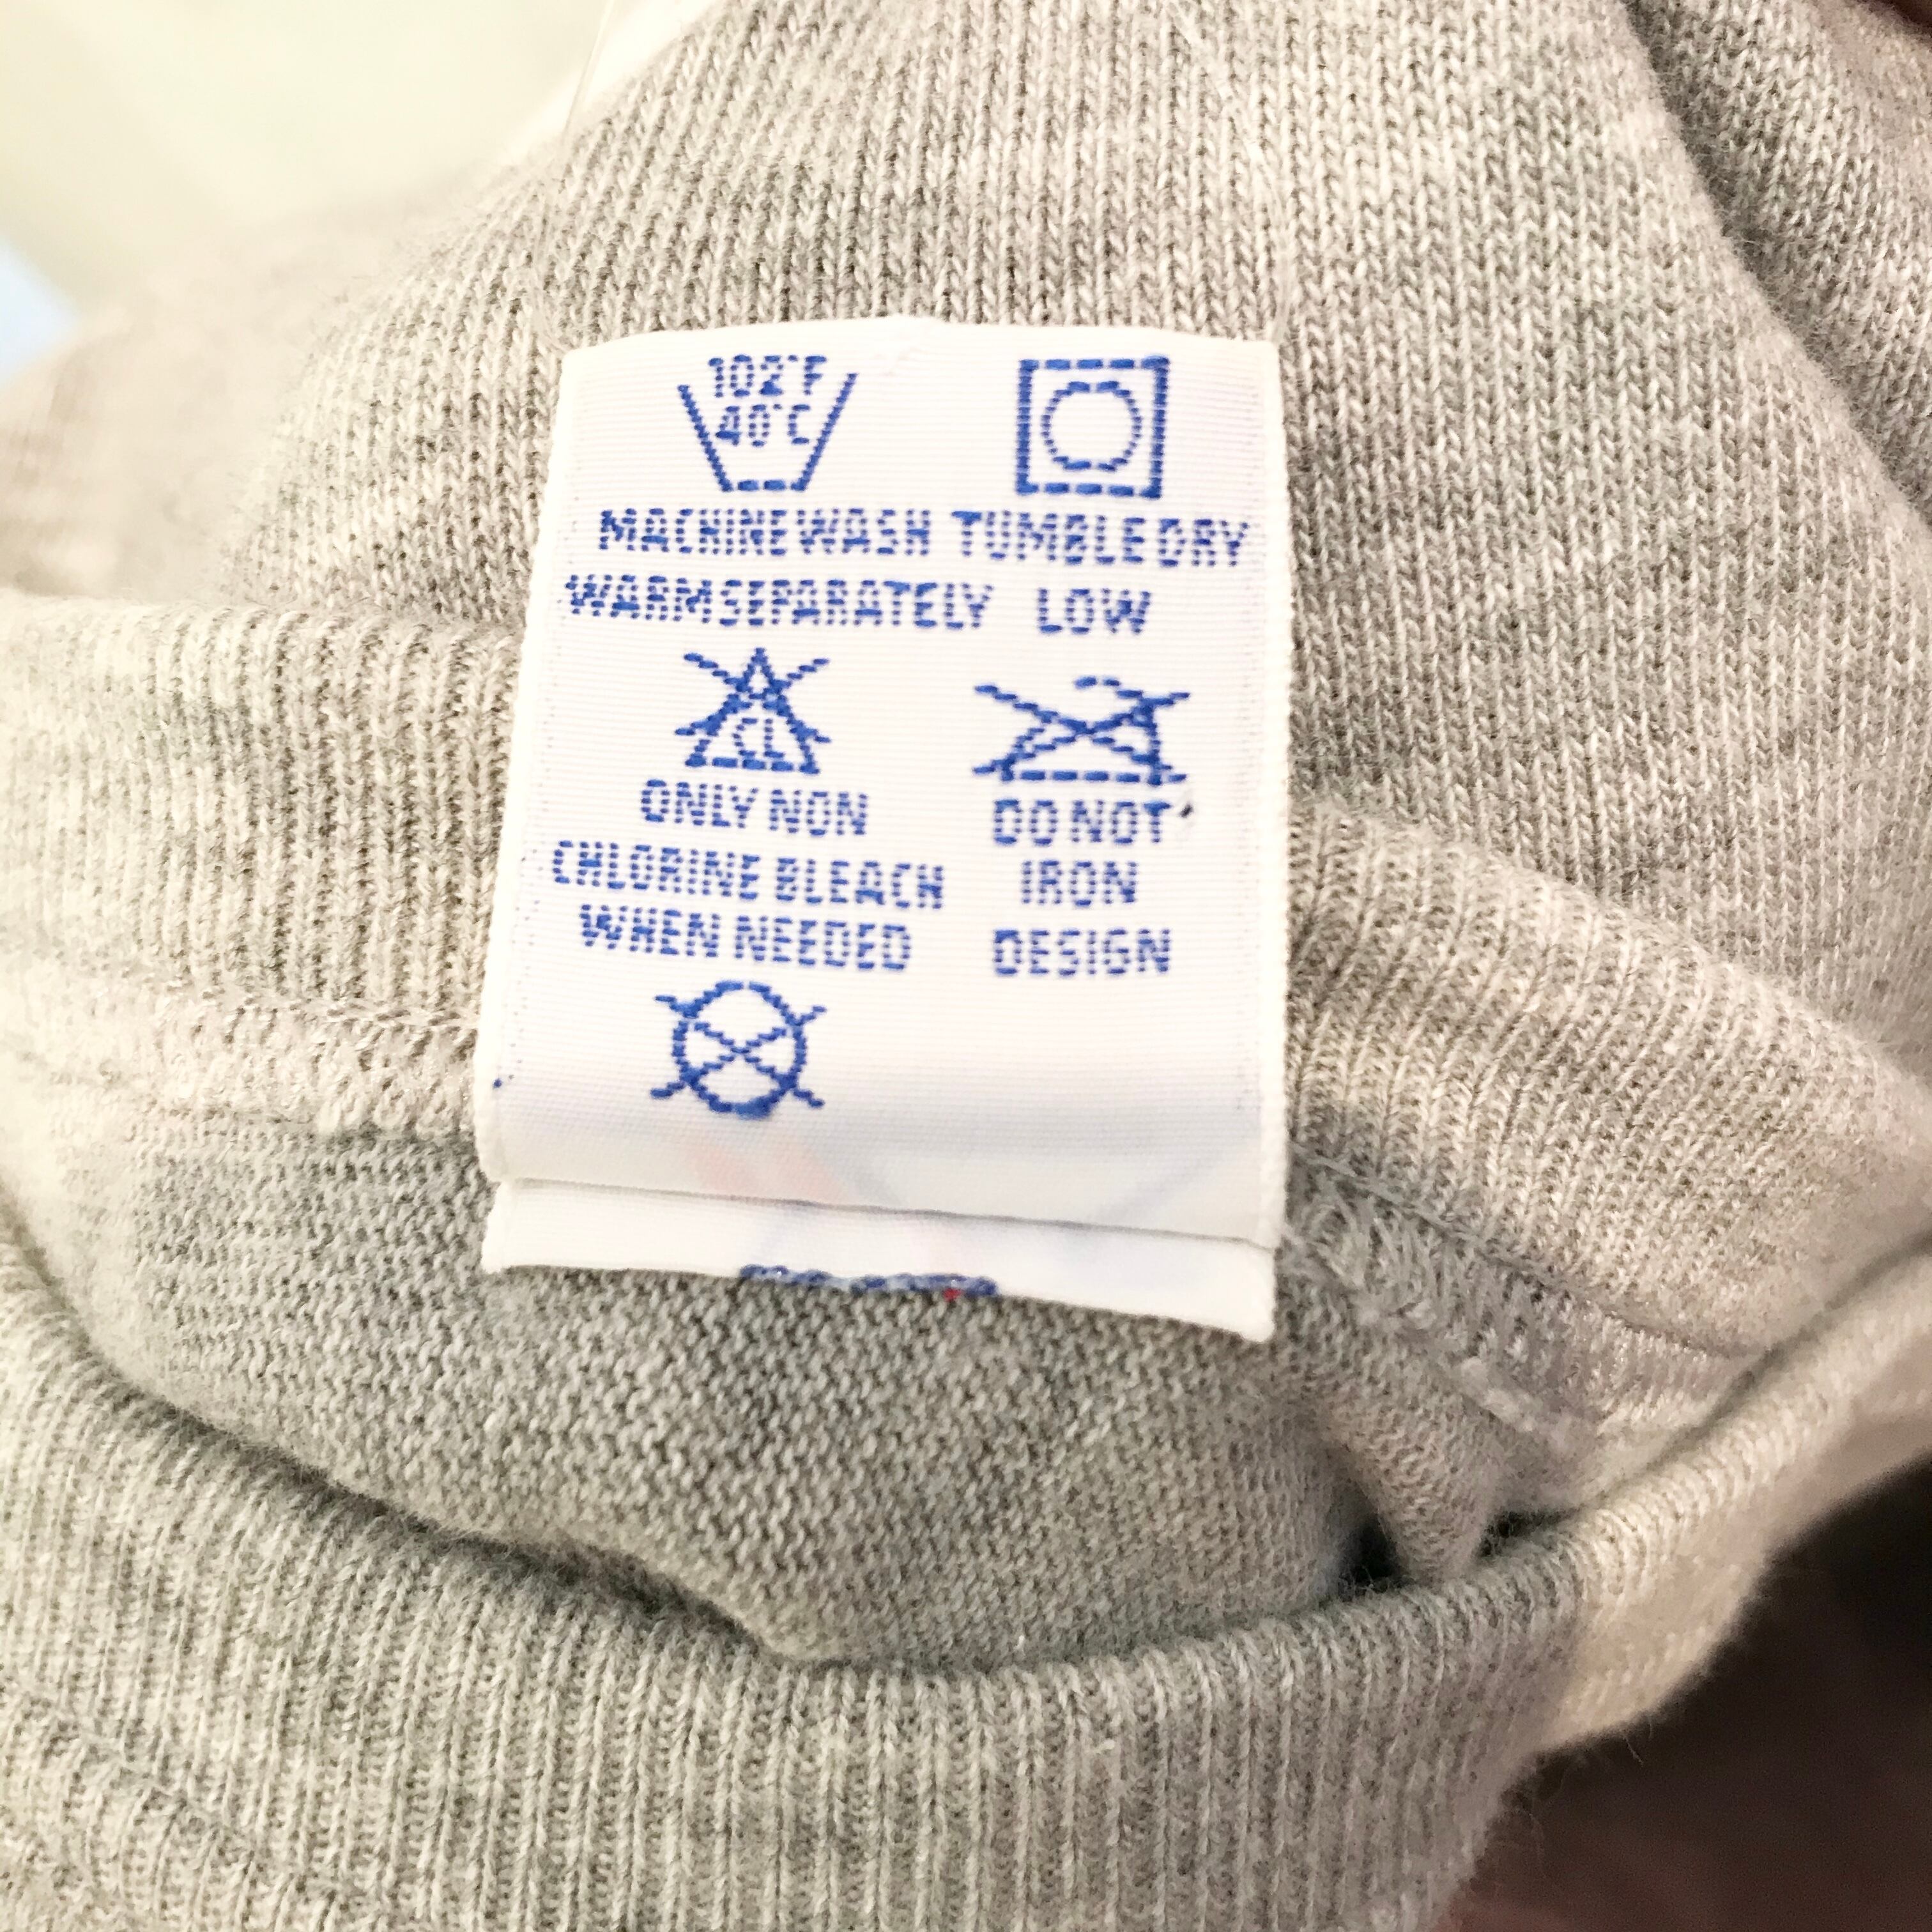 102°F
40°C
MACHINE WASH
WARM SEPARATELY
TUMBLE DRY
LOW
CL
ONLY NON
CHLORINE BLEACH
WHEN NEEDED
DO NOT
IRON
DESIGN